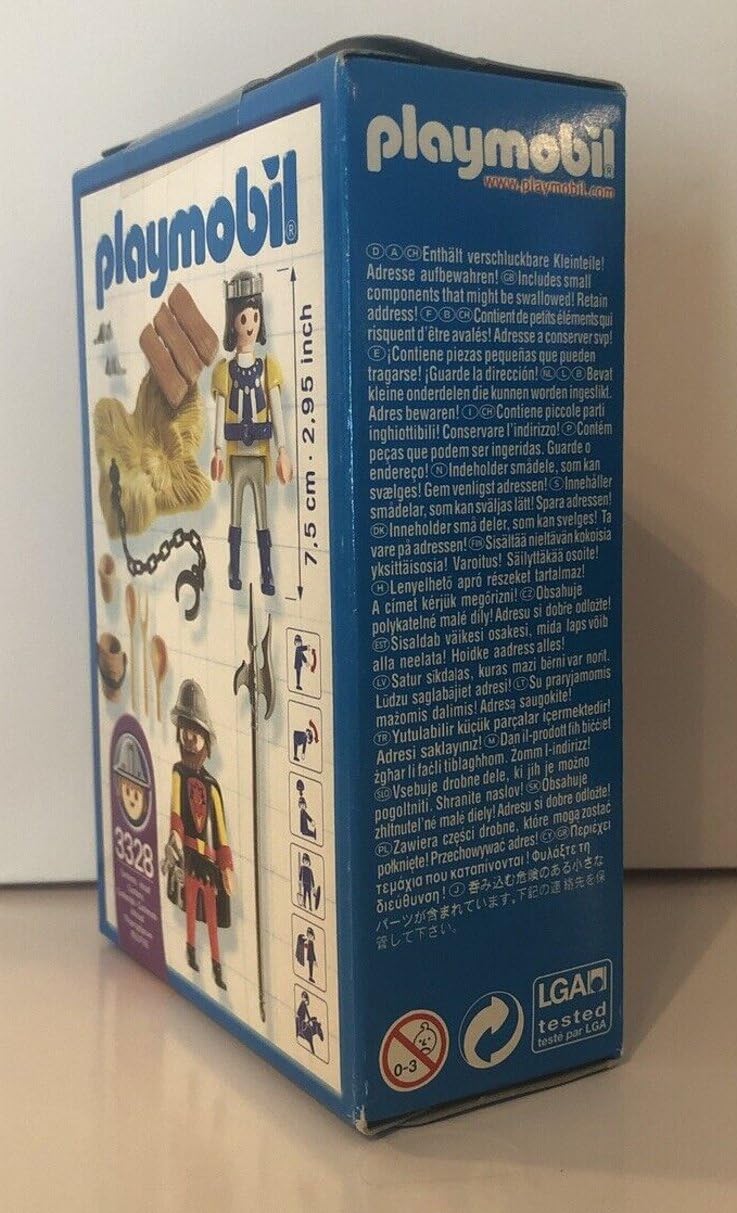 playmobil®
7,5 cm · 2.95 inch
3328
playmobil®
www.playmobil.com
D A CH Enthält verschluckbare Kleinteile!
Adresse aufbewahren! GB Includes small
components that might be swallowed! Retain
address! F B CH Contient de petits éléments qui
risquent d'être avalés! Adresse a conserver svp!
E ¡Contiene piezas pequeñas que pueden
tragarse! ¡Guarde la dirección! NL L B Bevat
kleine onderdelen die kunnen worden ingeslikt.
Adres bewaren! I CH Contiene piccole parti
inghiottibili! Conservare l'indirizzo! P Contém
peças que podem ser ingeridas. Guarde o
endereço! N Indeholder smådele, som kan
svælges! Gem venligst adressen! S Innehåller
smådelar, som kan sväljas lätt! Spara adressen!
DK Inneholder små deler, som kan svelges! Ta
vare på adressen! FIN Sisältää nieltävän kokoisia
yksittäisosia! Varoitus! Säilyttäkää osoite!
H Lenyelhető apró részeket tartalmaz!
A címet kérjük megőrizni! CZ Obsahuje
polykatelné malé díly! Adresu si dobře odložte!
EST Sisaldab väikesi osakesi, mida laps võib
alla neelata! Hoidke aadress alles!
LV Satur sīkdaļas, kuras mazi bērni var norīt.
Lūdzu saglabājiet adresi! LT Su praryjamomis
mažomis dalimis! Adresą saugokite!
TR Yutulabilir küçük parçalar içermektedir!
Adresi saklayınız! M Dan il-prodott fih biċċiet
żghar li faċli tiblaghhom. Żomm l-indirizz!
SLO Vsebuje drobne dele, ki jih je možno
pogoltniti. Shranite naslov! SK Obsahuje
zhltnuteľné malé diely! Adresu si dobre odložte!
PL Zawiera części drobne, które mogą zostać
połknięte! Przechowywać adres! CY GR Περιέχει
τεμάχια που καταπίνονται! Φυλάξτε τη
διεύθυνση! J 呑み込む危険のある小さな
パーツが含まれています。下記の連絡先を保
管して下さい。
0-3
LGA
tested
testé par LGA